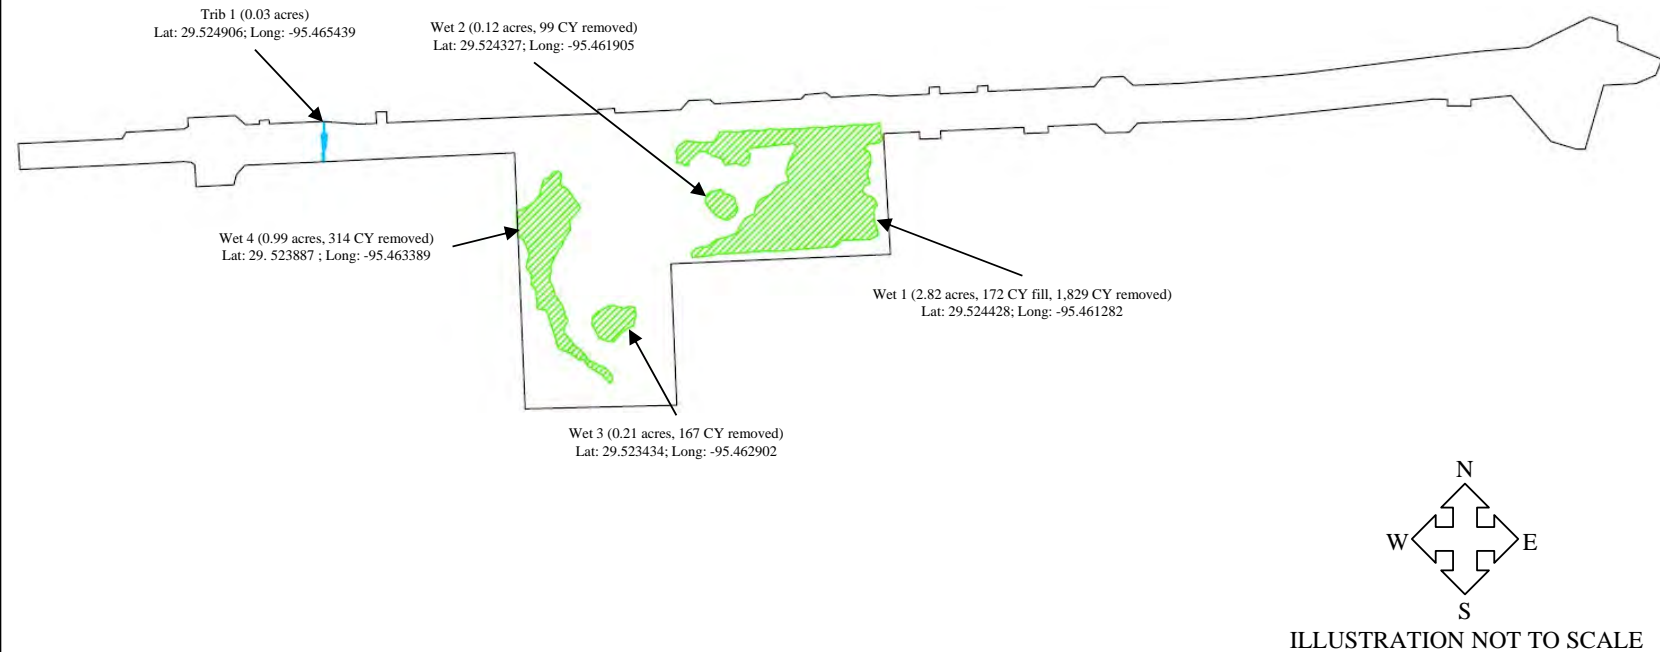 Trib 1 (0.03 acres)
Lat: 29.524906; Long: -95.465439
Wet 2 (0.12 acres, 99 CY removed)
Lat: 29.524327; Long: -95.461905
Wet 4 (0.99 acres, 314 CY removed)
Lat: 29. 523887 ; Long: -95.463389
Wet 1 (2.82 acres, 172 CY fill, 1,829 CY removed)
Lat: 29.524428; Long: -95.461282
Wet 3 (0.21 acres, 167 CY removed)
Lat: 29.523434; Long: -95.462902
N
W E
S
ILLUSTRATION NOT TO SCALE